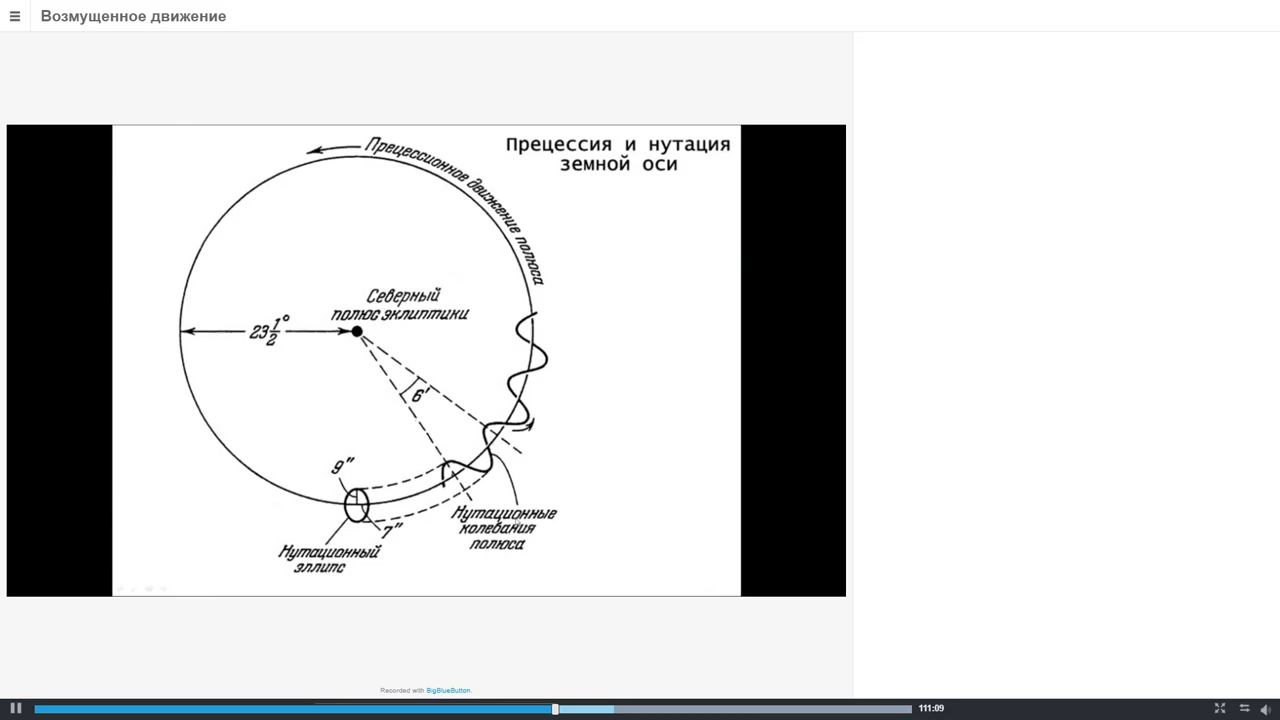 Возмущенное движение
Прецессия и нутация
земной оси
Прецессионное движение полюса
Северный
полюс эклиптики
23 1/2°
6'
9"
7"
Нутационный
эллипс
Нутационные
колебания
полюса
Recorded with BigBlueButton.
111:09